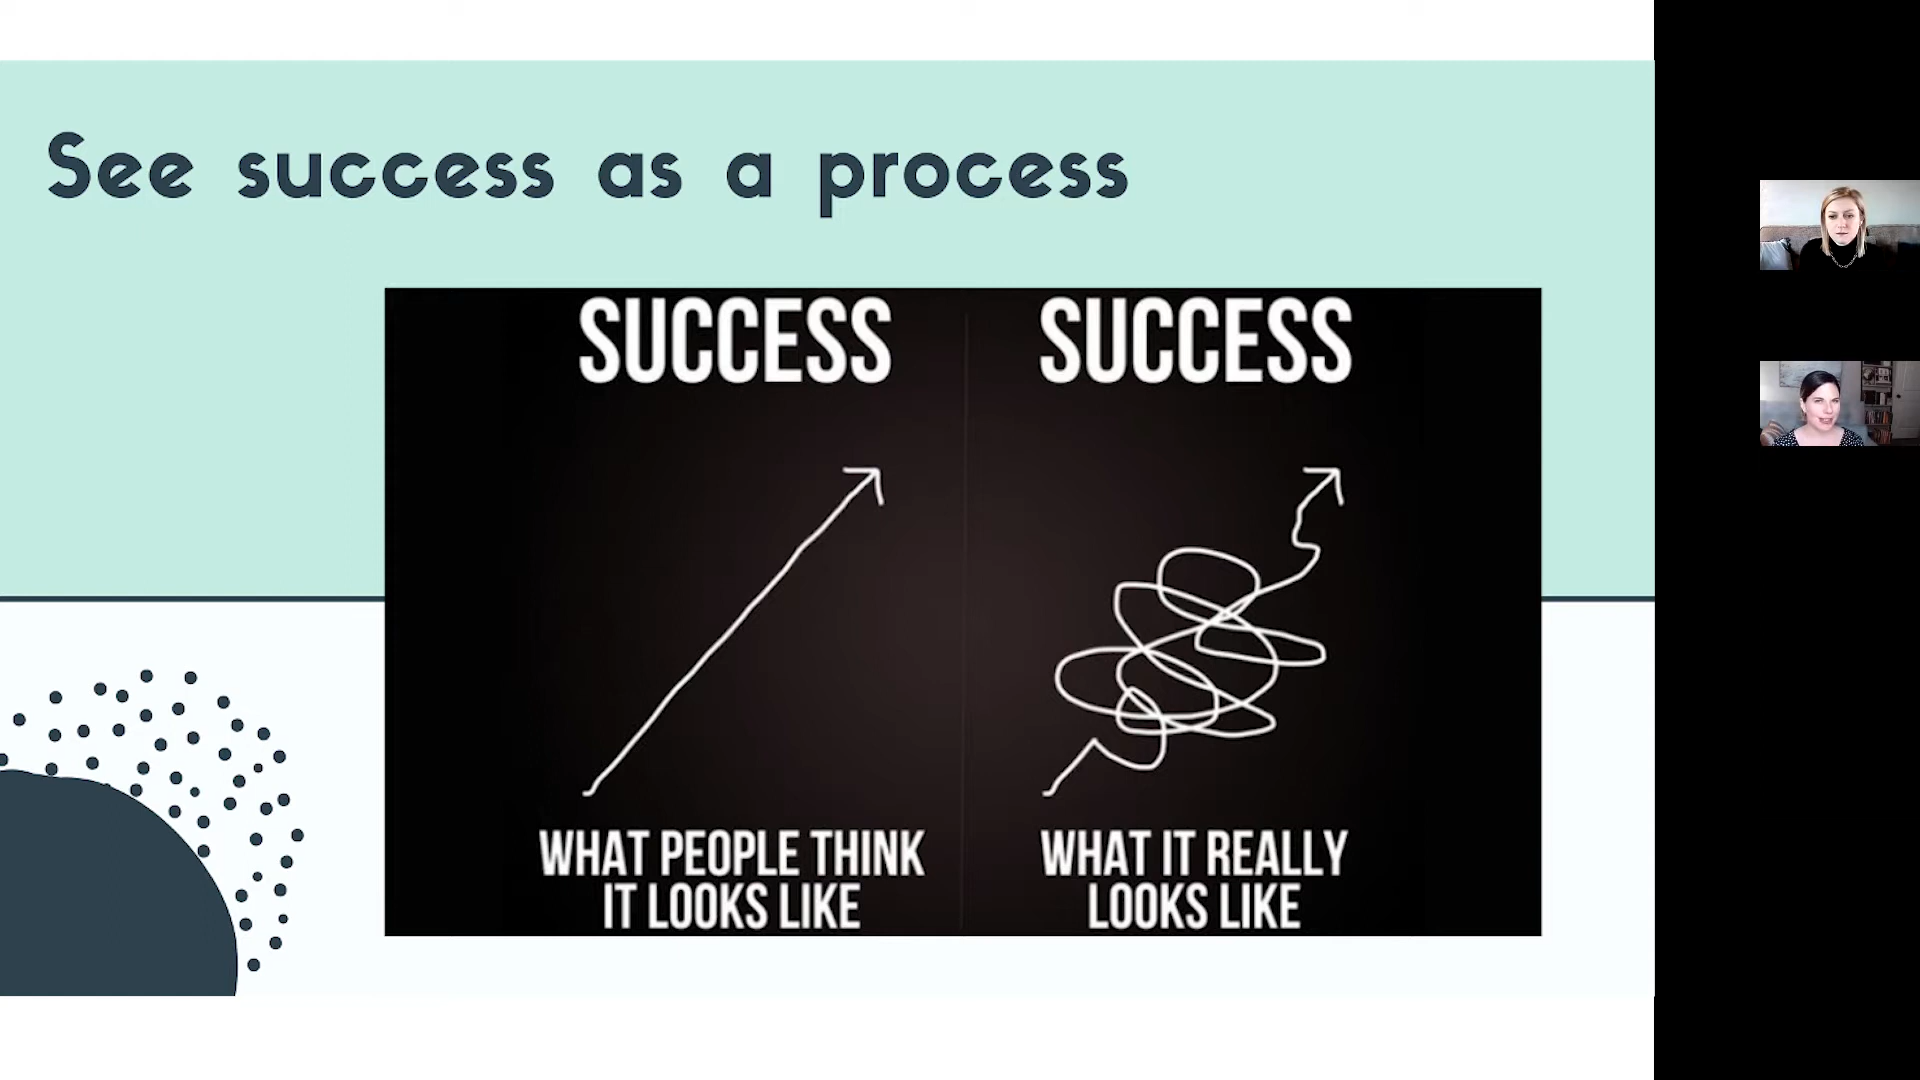 See success as a process
SUCCESS
WHAT PEOPLE THINK
IT LOOKS LIKE
SUCCESS
WHAT IT REALLY
LOOKS LIKE